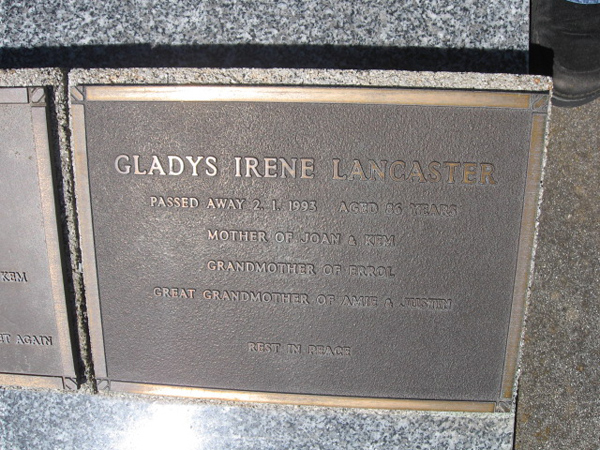 KEM
AGAIN
GLADYS IRENE LANCASTER
PASSED AWAY 2.1.1993 AGED 86 YEARS
MOTHER OF JOAN & KEM
GRANDMOTHER OF ERROL
GREAT GRANDMOTHER OF AMIE & JUSTIN
REST IN PEACE